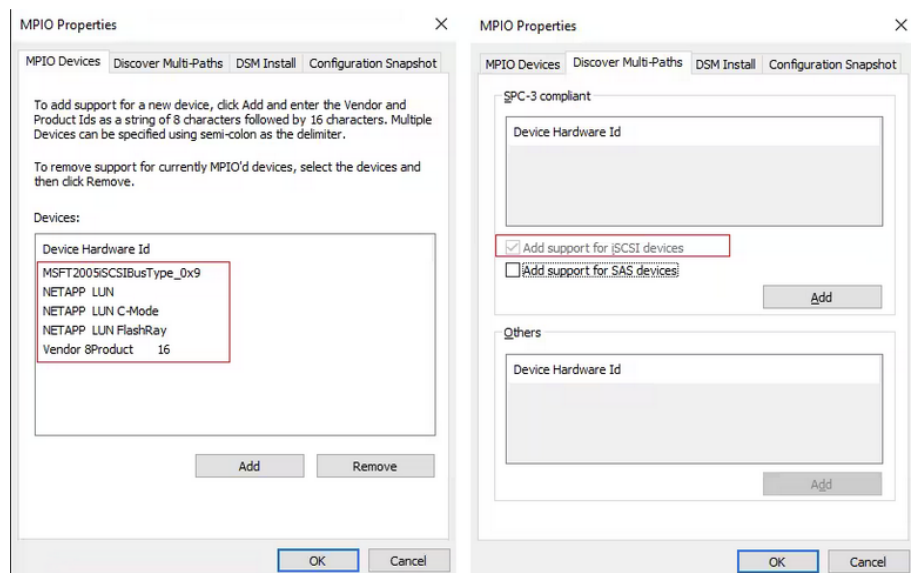 MPIO Properties
MPIO Devices Discover Multi-Paths DSM Install Configuration Snapshot
To add support for a new device, click Add and enter the Vendor and
Product Ids as a string of 8 characters followed by 16 characters. Multiple
Devices can be specified using semi-colon as the delimiter.
To remove support for currently MPIO'd devices, select the devices and
then click Remove.
Devices:
Device Hardware Id
MSFT2005iSCSIBusType_0x9
NETAPP LUN
NETAPP LUN C-Mode
NETAPP LUN FlashRay
Vendor 8Product 16
Add Remove
OK Cancel
MPIO Properties
MPIO Devices Discover Multi-Paths DSM Install Configuration Snapshot
SPC-3 compliant
Device Hardware Id
Add support for iSCSI devices
Add support for SAS devices
Add
Others
Device Hardware Id
Add
OK Cancel